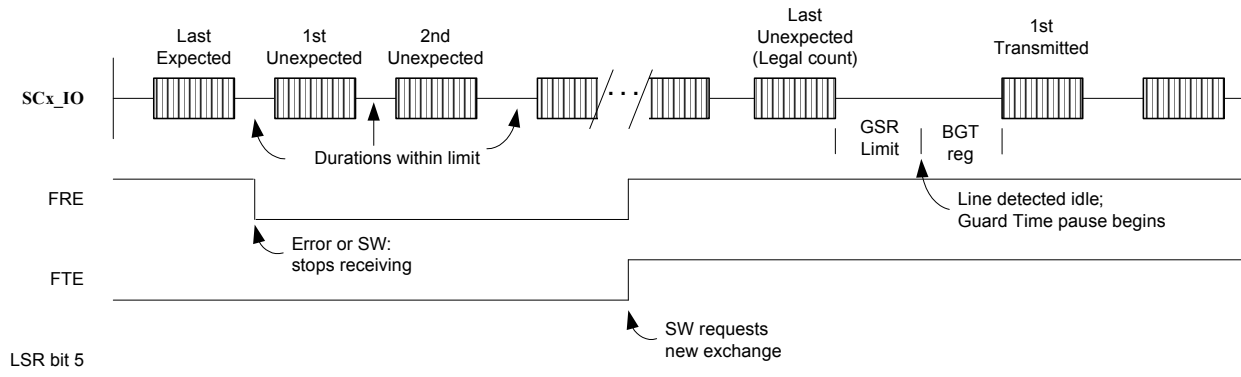 Last
Expected
1st
Unexpected
2nd
Unexpected
Last
Unexpected
(Legal count)
1st
Transmitted
SCx_IO
. . .
Durations within limit
GSR
Limit
BGT
reg
FRE
Line detected idle;
Guard Time pause begins
Error or SW:
stops receiving
FTE
SW requests
new exchange
LSR bit 5